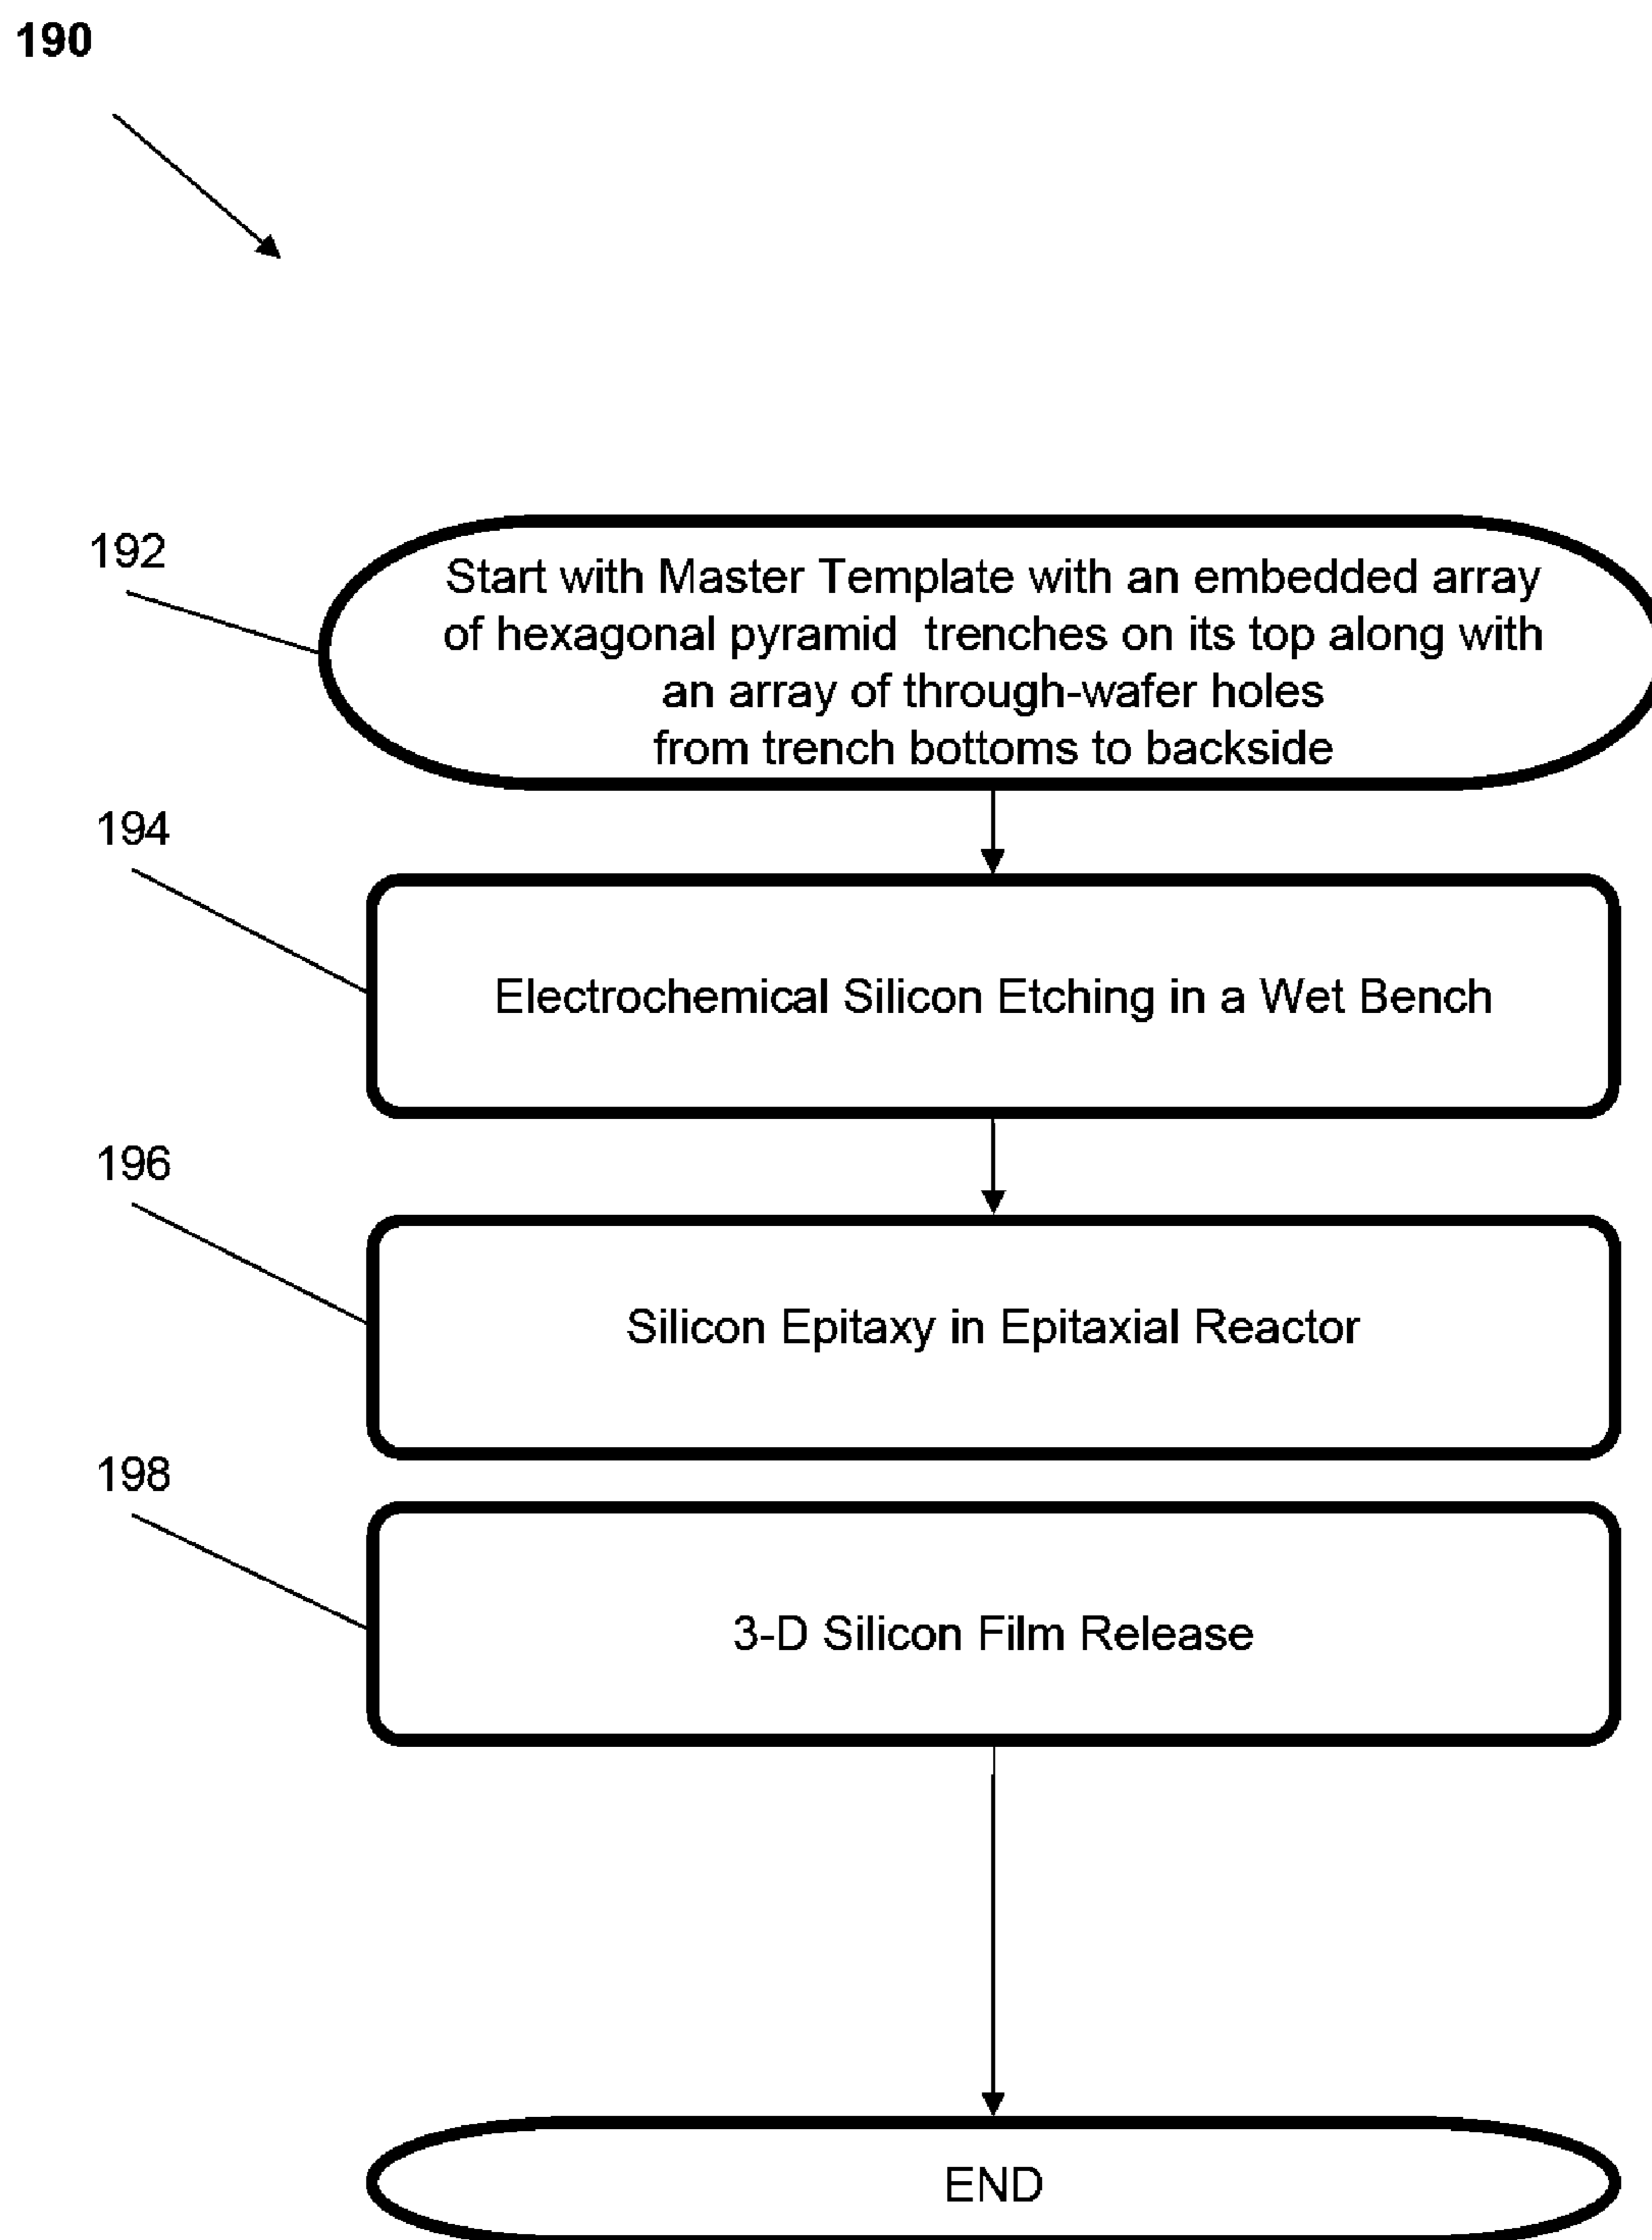 190
192
Start with Master Template with an embedded array
of hexagonal pyramid trenches on its top along with
an array of through-wafer holes
from trench bottoms to backside
194
Electrochemical Silicon Etching in a Wet Bench
196
Silicon Epitaxy in Epitaxial Reactor
198
3-D Silicon Film Release
END